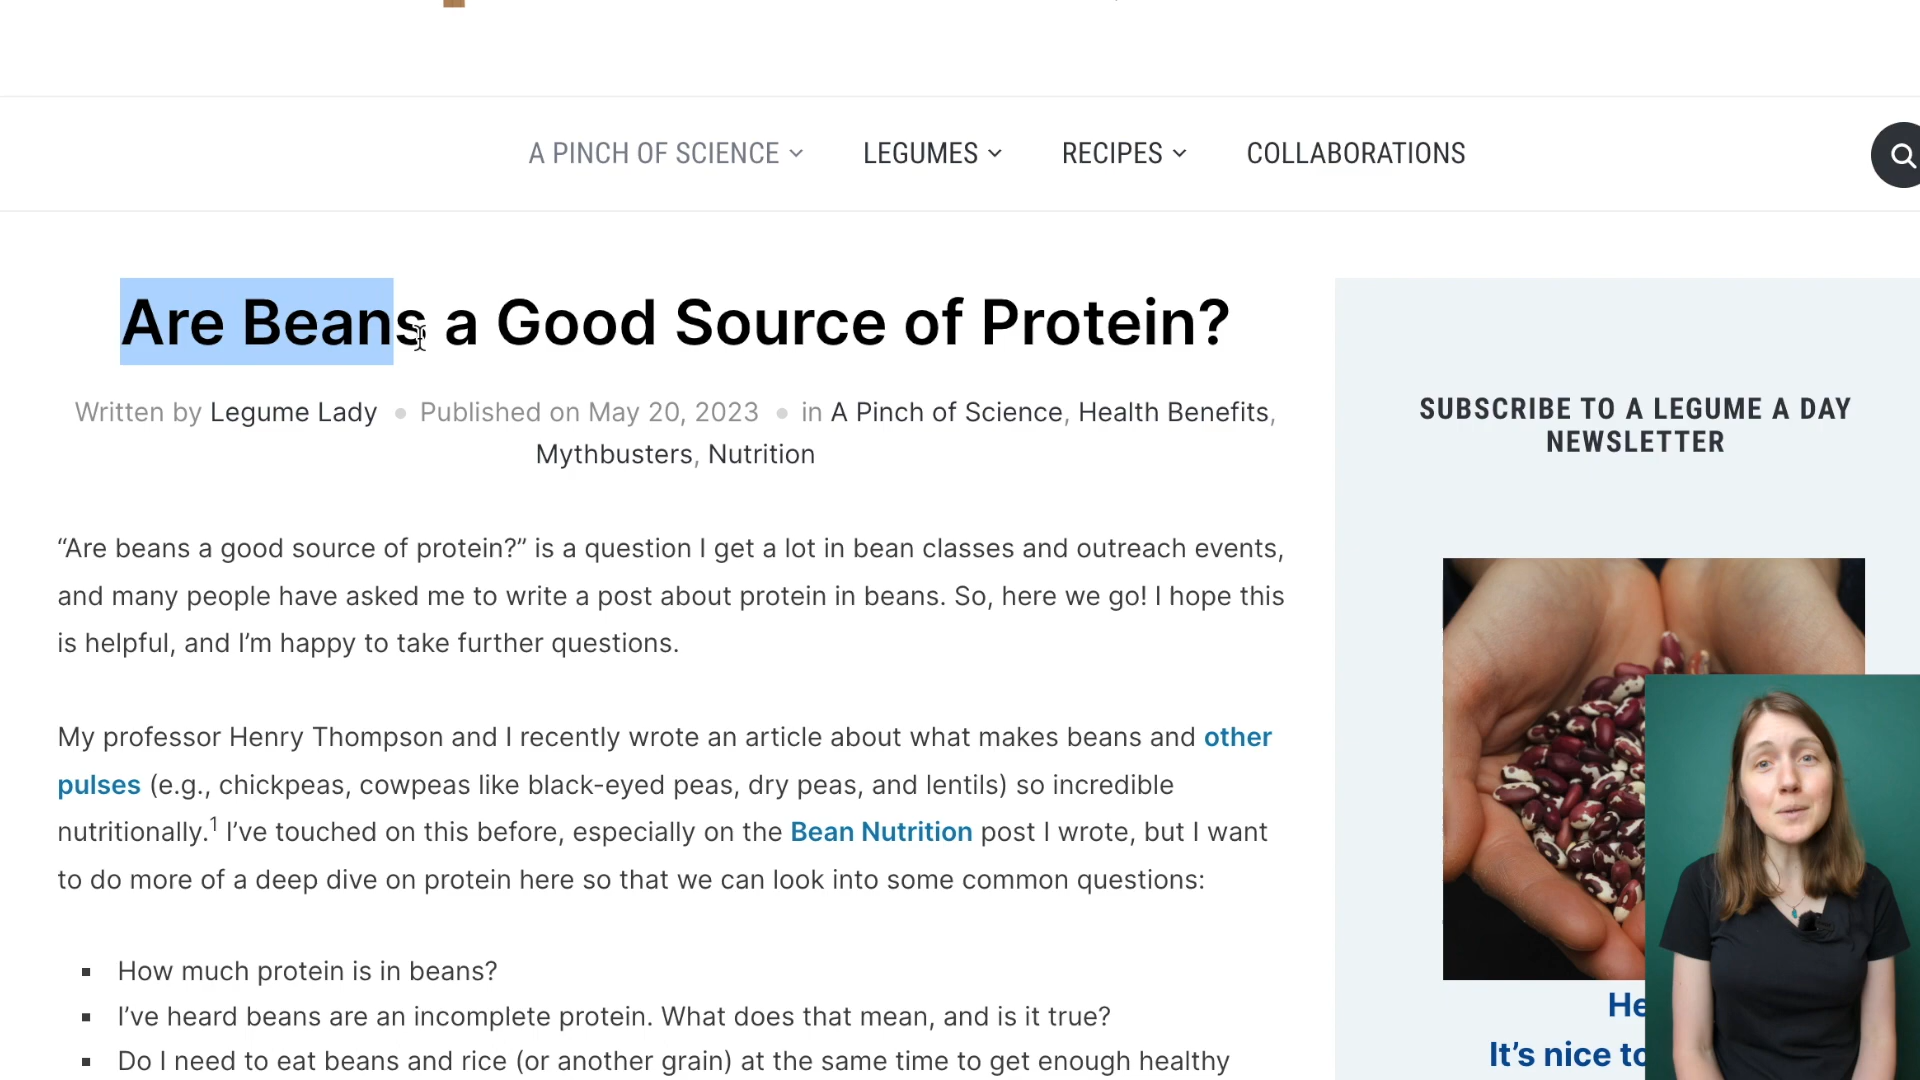 A PINCH OF SCIENCE LEGUMES RECIPES COLLABORATIONS
Are Beans a Good Source of Protein?
Written by Legume Lady Published on May 20, 2023 in A Pinch of Science, Health Benefits,
Mythbusters, Nutrition
“Are beans a good source of protein?” is a question I get a lot in bean classes and outreach events,
and many people have asked me to write a post about protein in beans. So, here we go! I hope this
is helpful, and I’m happy to take further questions.
My professor Henry Thompson and I recently wrote an article about what makes beans and other
pulses (e.g., chickpeas, cowpeas like black-eyed peas, dry peas, and lentils) so incredible
nutritionally.1 I’ve touched on this before, especially on the Bean Nutrition post I wrote, but I want
to do more of a deep dive on protein here so that we can look into some common questions:
▪ How much protein is in beans?
▪ I’ve heard beans are an incomplete protein. What does that mean, and is it true?
▪ Do I need to eat beans and rice (or another grain) at the same time to get enough healthy
SUBSCRIBE TO A LEGUME A DAY
NEWSLETTER
It’s nice